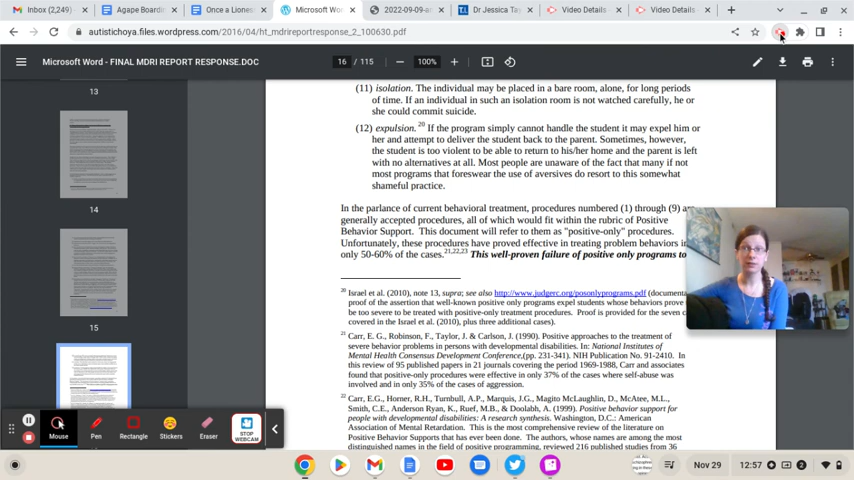 Inbox (2,249)
Agape Boardin
Once a Liones
Microsoft Wor
2022-09-09-ar
Dr Jessica Tay
Video Details -
Video Details -
autistichoya.files.wordpress.com/2016/04/ht_mdrireportresponse_2_100630.pdf
Microsoft Word - FINAL MDRI REPORT RESPONSE.DOC
16 / 115
100%
13
14
15
(11) isolation. The individual may be placed in a bare room, alone, for long periods
of time. If an individual in such an isolation room is not watched carefully, he or
she could commit suicide.
(12) expulsion. 20 If the program simply cannot handle the student it may expel him or
her and attempt to deliver the student back to the parent. Sometimes, however,
the student is too violent to be able to return to his/her home and the parent is left
with no alternatives at all. Most people are unaware of the fact that many if not
most programs that foreswear the use of aversives do resort to this somewhat
shameful practice.
In the parlance of current behavioral treatment, procedures numbered (1) through (9) are
generally accepted procedures, all of which would fit within the rubric of Positive
Behavior Support. This document will refer to them as "positive-only" procedures.
Unfortunately, these procedures have proved effective in treating problem behaviors in
only 50-60% of the cases.21,22,23 This well-proven failure of positive only programs to
20 Israel et al. (2010), note 13, supra; see also http://www.judgerc.org/posonlyprograms.pdf (documenta
proof of the assertion that well-known positive only programs expel students whose behaviors prove
be too severe to be treated with positive-only treatment procedures. Proof is provided for the seven c
covered in the Israel et al. (2010), plus three additional cases).
21 Carr, E. G., Robinson, F., Taylor, J. & Carlson, J. (1990). Positive approaches to the treatment of
severe behavior problems in persons with developmental disabilities. In: National Institutes of
Mental Health Consensus Development Conference,(pp. 231-341). NIH Publication No. 91-2410. In
this review of 95 published papers in 21 journals covering the period 1969-1988, Carr and associates
found that positive-only procedures were effective in only 37% of the cases where self-abuse was
involved and in only 35% of the cases of aggression.
22 Carr, E.G., Horner, R.H., Turnbull, A.P., Marquis, J.G., Magito McLaughlin, D., McAtee, M.L.,
Smith, C.E., Anderson Ryan, K., Ruef, M.B., & Doolabh, A. (1999). Positive behavior support for
people with developmental disabilities: A research synthesis. Washington, D.C.: American
Association of Mental Retardation. This is the most comprehensive review of the literature on
Positive Behavior Supports that has ever been done. The authors, whose names are among the most
distinguished names in the field of positive programming, reviewed 216 published studies from 36
Mouse
Pen
Rectangle
Stickers
Eraser
STOP
WEBCAM
Nov 29
12:57
2